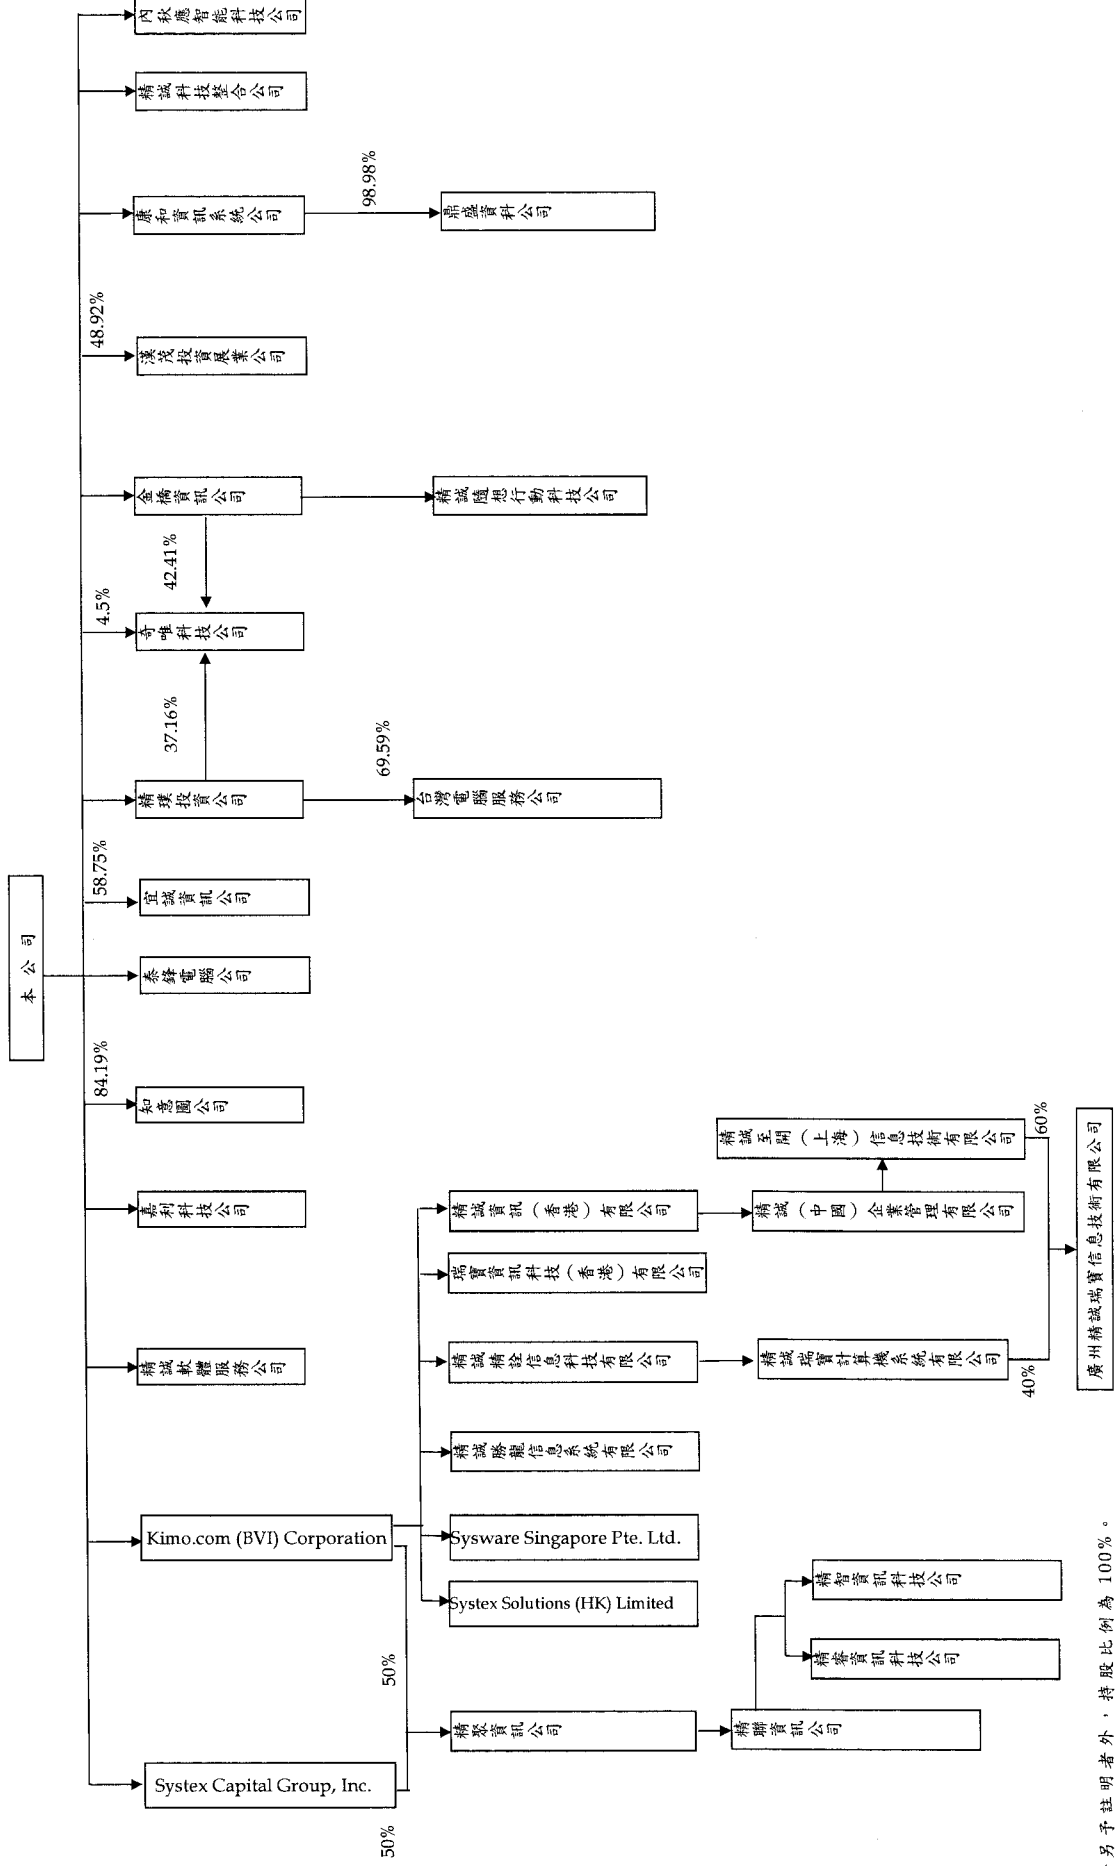 本公司
84.19%
58.75%
4.5%
48.92%
Systex Capital Group, Inc.
Kimo.com (BVI) Corporation
精誠軟體服務公司
嘉利科技公司
知意圖公司
泰鋒電腦公司
宜誠資訊公司
精璞投資公司
37.16%
奇唯科技公司
42.41%
金橋資訊公司
漢茂投資展業公司
康和資訊系統公司
精誠科技整合公司
內秋應智能科技公司
50%
50%
69.59%
98.98%
精聚資訊公司
Systex Solutions (HK) Limited
Sysware Singapore Pte. Ltd.
精誠勝龍信息系統有限公司
精誠精詮信息科技有限公司
瑞寶資訊科技(香港)有限公司
精誠資訊(香港)有限公司
台灣電腦服務公司
精誠隨想行動科技公司
鼎盛資科公司
精聯資訊公司
精睿資訊科技公司
精智資訊科技公司
精誠瑞寶計算機系統有限公司
精誠(中國)企業管理有限公司
精誠至開(上海)信息技術有限公司
40%
60%
廣州精誠瑞寶信息技術有限公司
另予註明者外,持股比例為 100%。